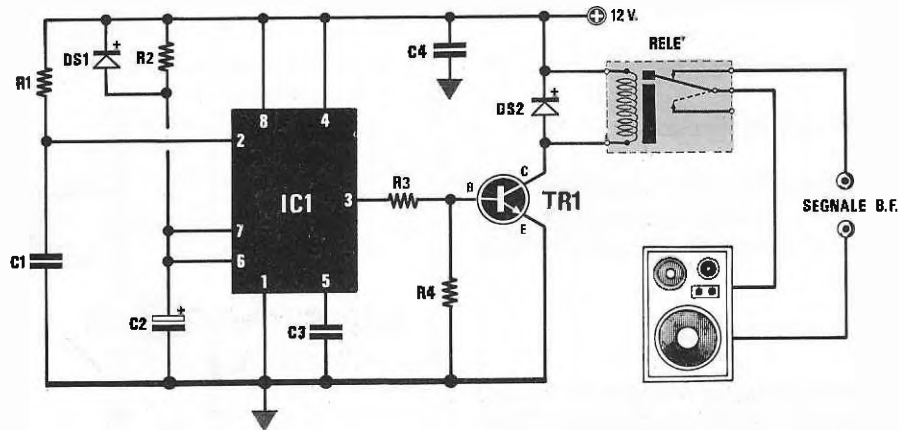 12 V.
RELE'
C4
DS1
R2
R1
DS2
8
4
2
B
C
R3
IC1
3
TR1
E
SEGNALE B.F.
7
C1
6
1
5
R4
C2
C3